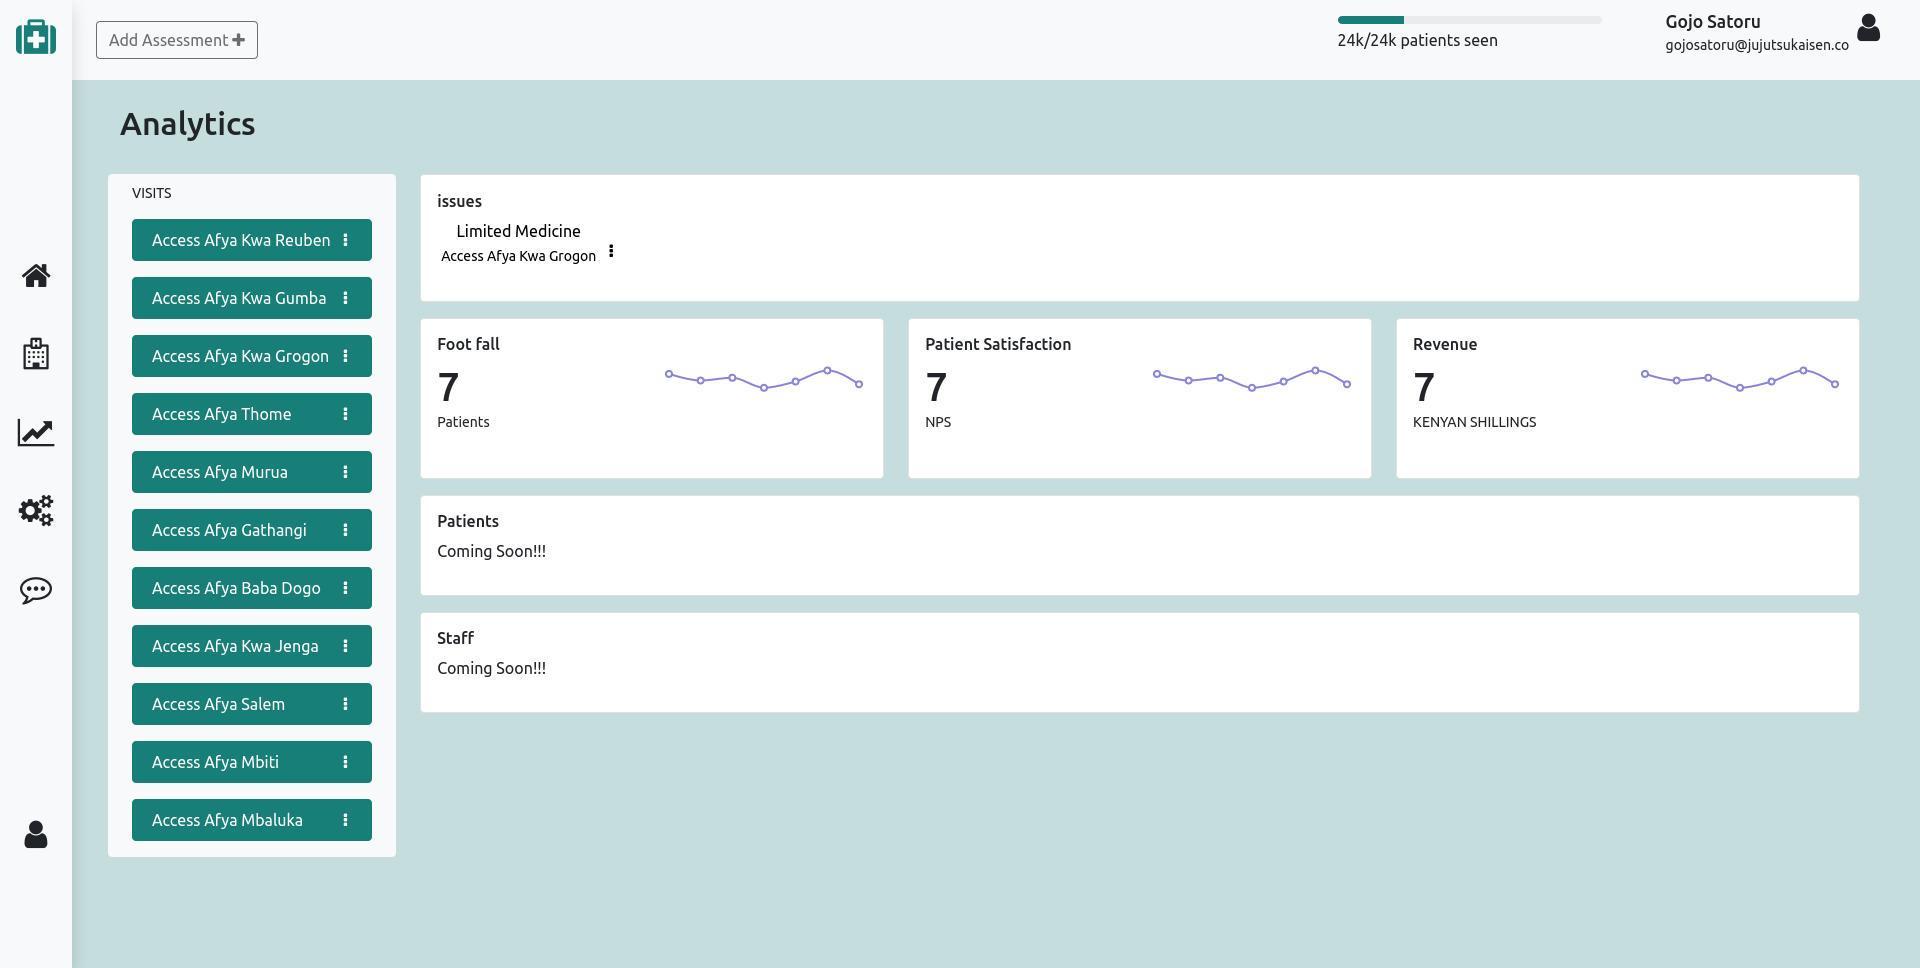 Add Assessment
24k/24k patients seen
Gojo Satoru
gojosatoru@jujutsukaisen.co
Analytics
VISITS
Access Afya Kwa Reuben
Access Afya Kwa Gumba
Access Afya Kwa Grogon
Access Afya Thome
Access Afya Murua
Access Afya Gathangi
Access Afya Baba Dogo
Access Afya Kwa Jenga
Access Afya Salem
Access Afya Mbiti
Access Afya Mbaluka
issues
Limited Medicine
Access Afya Kwa Grogon
Foot fall
7
Patients
Patient Satisfaction
7
NPS
Revenue
7
KENYAN SHILLINGS
Patients
Coming Soon!!!
Staff
Coming Soon!!!